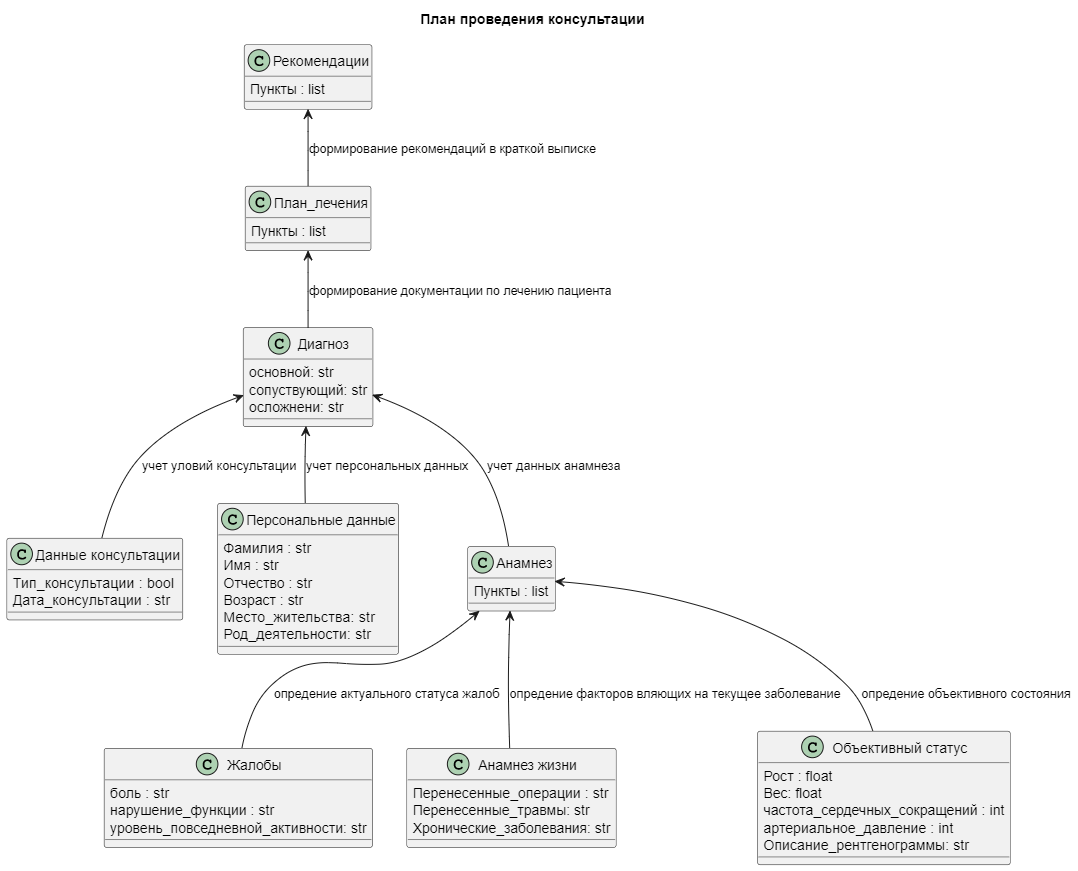 План проведения консультации
C Рекомендации
Пункты : list
формирование рекомендаций в краткой выписке
C План_лечения
Пункты : list
формирование документации по лечению пациента
C Диагноз
основной: str
сопуствующий: str
осложнени: str
учет уловий консультации
учет персональных данных
учет данных анамнеза
C Данные консультации
Тип_консультации : bool
Дата_консультации : str
C Персональные данные
Фамилия : str
Имя : str
Отчество : str
Возраст : str
Место_жительства: str
Род_деятельности: str
C Анамнез
Пункты : list
опредение актуального статуса жалоб
опредение факторов вляющих на текущее заболевание
опредение объективного состояния
C Жалобы
боль : str
нарушение_функции : str
уровень_повседневной_активности: str
C Анамнез жизни
Перенесенные_операции : str
Перенесенные_травмы: str
Хронические_заболевания: str
C Объективный статус
Рост : float
Вес: float
частота_сердечных_сокращений : int
артериальное_давление : int
Описание_рентгенограммы: str